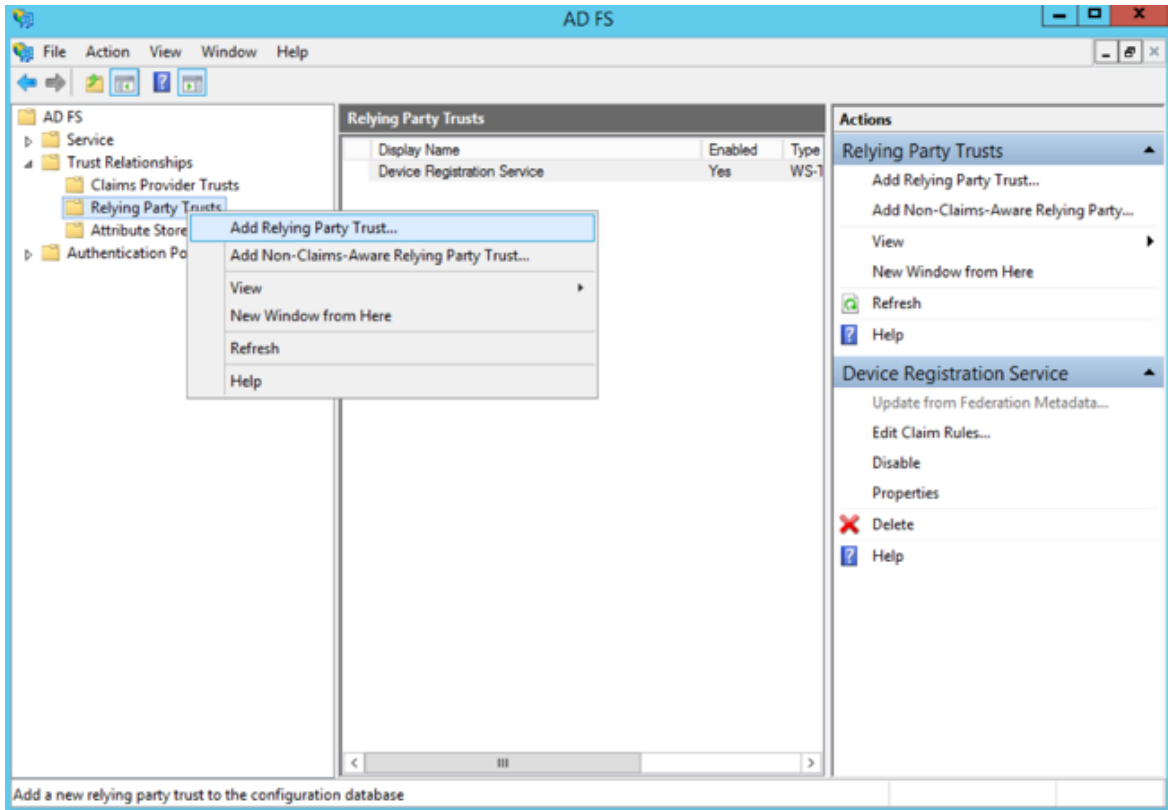 AD FS
File Action View Window Help
AD FS
Service
Trust Relationships
Claims Provider Trusts
Relying Party Trusts
Attribute Store
Authentication Po
Relying Party Trusts
Display Name Enabled Type
Device Registration Service Yes WS-T
Add Relying Party Trust...
Add Non-Claims-Aware Relying Party Trust...
View
New Window from Here
Refresh
Help
Actions
Relying Party Trusts
Add Relying Party Trust...
Add Non-Claims-Aware Relying Party...
View
New Window from Here
Refresh
Help
Device Registration Service
Update from Federation Metadata...
Edit Claim Rules...
Disable
Properties
Delete
Help
Add a new relying party trust to the configuration database